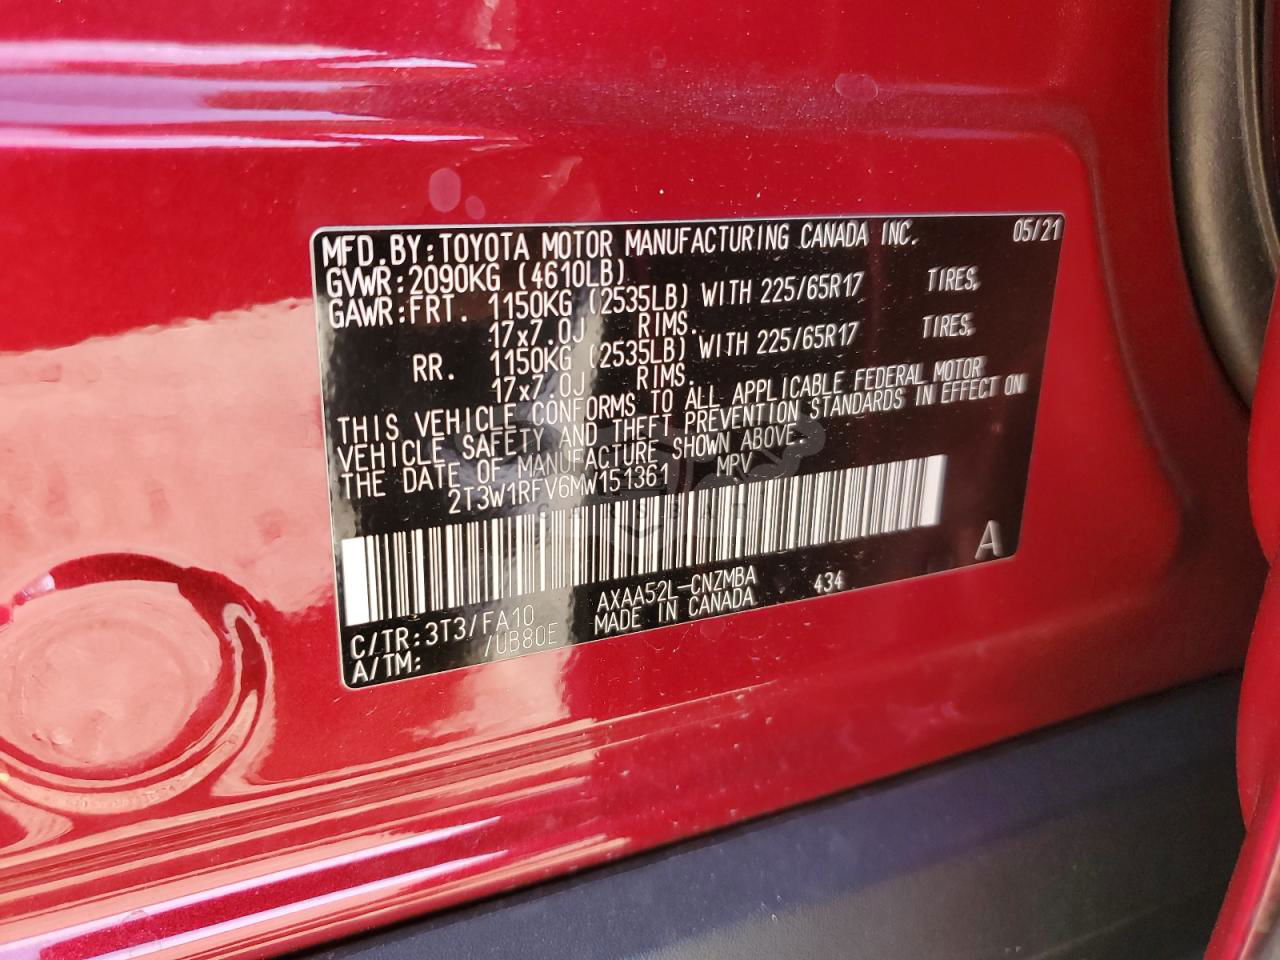 MFD.BY:TOYOTA MOTOR MANUFACTURING CANADA INC. 05/21
GVWR:2090KG (4610LB)
GAWR:FRT. 1150KG (2535LB) WITH 225/65R17 TIRES,
17x7.0J RIMS.
RR. 1150KG (2535LB) WITH 225/65R17 TIRES,
17x7.0J RIMS.
THIS VEHICLE CONFORMS TO ALL APPLICABLE FEDERAL MOTOR
VEHICLE SAFETY AND THEFT PREVENTION STANDARDS IN EFFECT ON
THE DATE OF MANUFACTURE SHOWN ABOVE.
2T3W1RFV6MW151361 MPV
A
C/TR:3T3/FA10 AXAA52L-CNZMBA 434
A/TM: /UB80E MADE IN CANADA